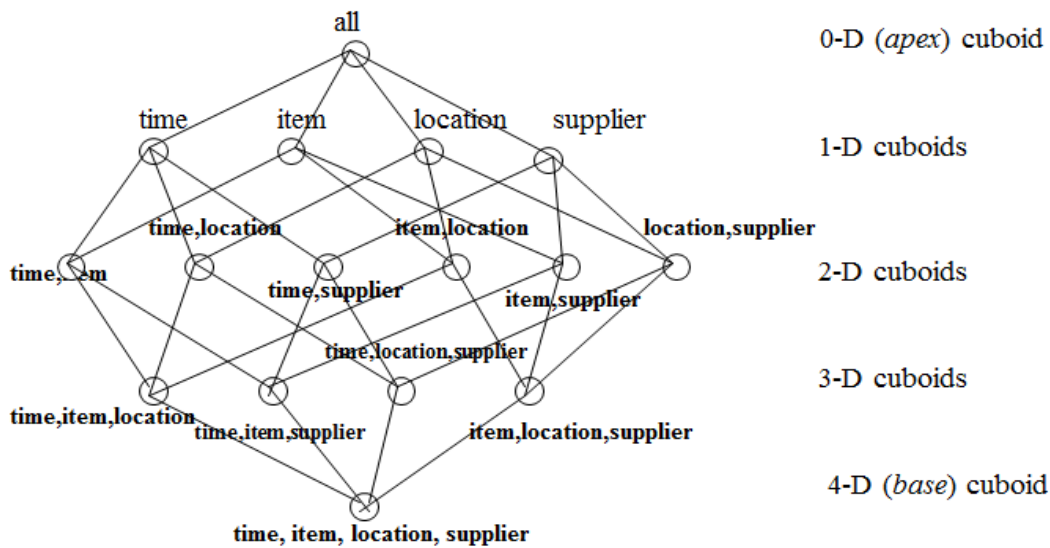 all
0-D (apex) cuboid
time
item
location
supplier
1-D cuboids
time,location
item,location
location,supplier
time,item
2-D cuboids
time,supplier
item,supplier
time,location,supplier
3-D cuboids
time,item,location
time,item,supplier
item,location,supplier
4-D (base) cuboid
time, item, location, supplier